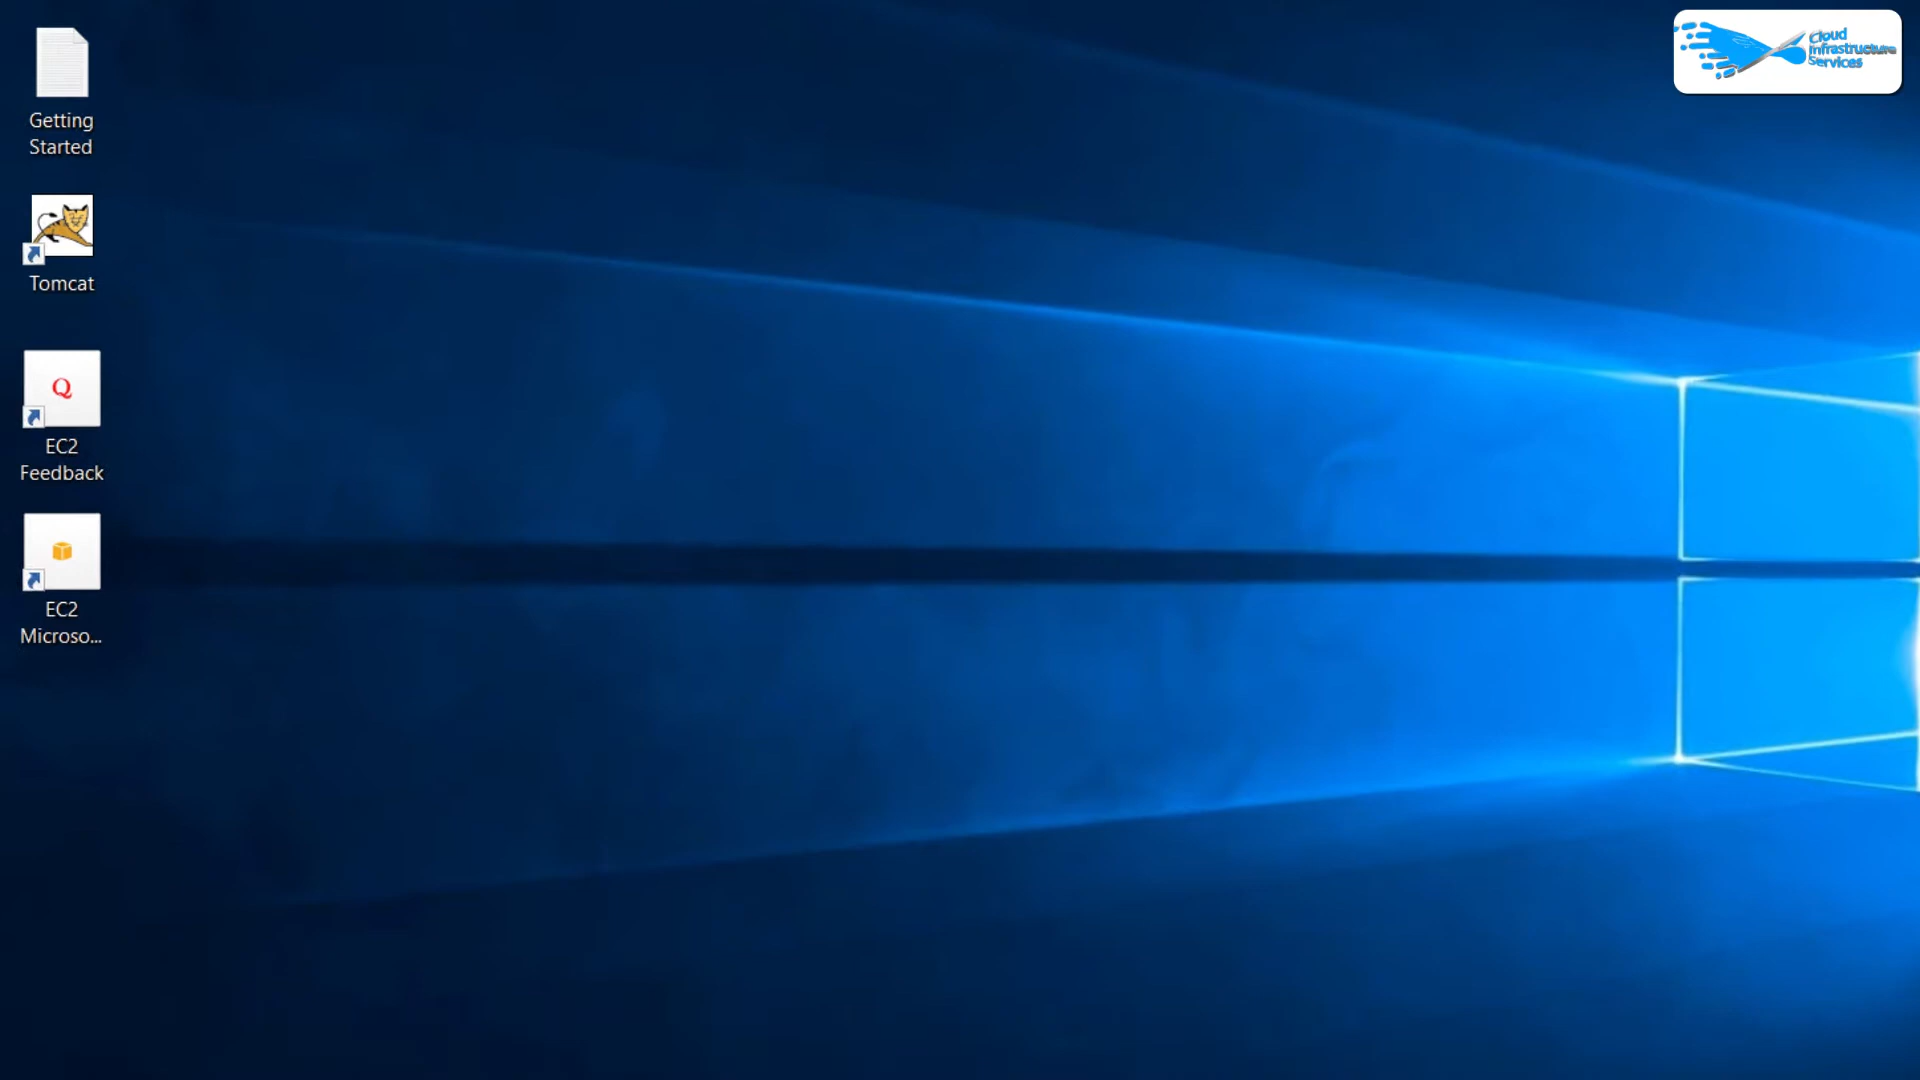 Getting
Started
Tomcat
Q
EC2
Feedback
EC2
Microso...
Cloud
Infrastructure
Services